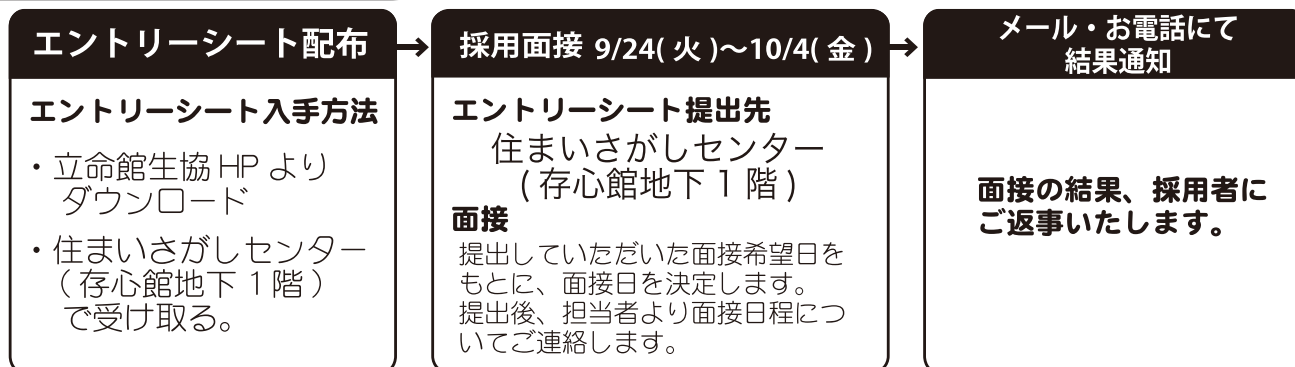 エントリーシート配布
エントリーシート入手方法
・立命館生協 HP より
ダウンロード
・住まいさがしセンター
(存心館地下1階)
で受け取る。
→
採用面接 9/24(火)〜10/4(金)
エントリーシート提出先
住まいさがしセンター
(存心館地下1階)
面接
提出していただいた面接希望日を
もとに、面接日を決定します。
提出後、担当者より面接日程につ
いてご連絡します。
→
メール・お電話にて
結果通知
面接の結果、採用者に
ご返事いたします。